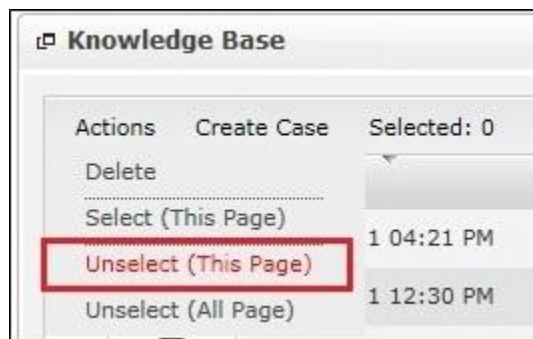 Knowledge Base
Actions Create Case Selected: 0
Delete
Select (This Page)
1 04:21 PM
Unselect (This Page)
1 12:30 PM
Unselect (All Page)